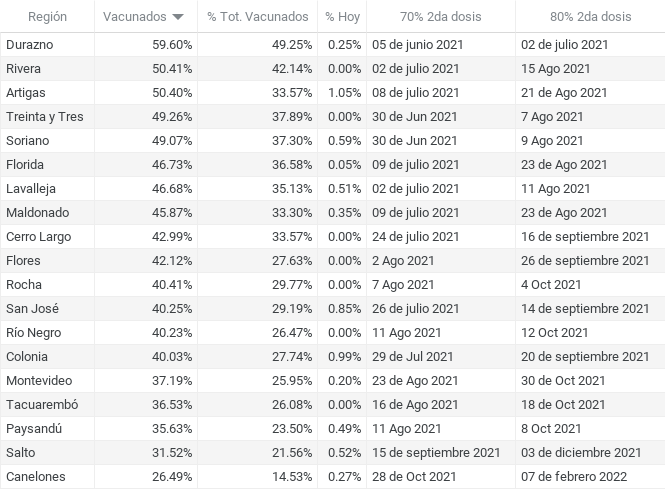 Región Vacunados % Tot. Vacunados % Hoy 70% 2da dosis 80% 2da dosis
Durazno 59.60% 49.25% 0.25% 05 de junio 2021 02 de julio 2021
Rivera 50.41% 42.14% 0.00% 02 de julio 2021 15 Ago 2021
Artigas 50.40% 33.57% 1.05% 08 de julio 2021 21 de Ago 2021
Treinta y Tres 49.26% 37.89% 0.00% 30 de Jun 2021 7 Ago 2021
Soriano 49.07% 37.30% 0.59% 30 de Jun 2021 9 Ago 2021
Florida 46.73% 36.58% 0.05% 09 de julio 2021 23 de Ago 2021
Lavalleja 46.68% 35.13% 0.51% 02 de julio 2021 11 Ago 2021
Maldonado 45.87% 33.30% 0.35% 09 de julio 2021 23 de Ago 2021
Cerro Largo 42.99% 33.57% 0.00% 24 de julio 2021 16 de septiembre 2021
Flores 42.12% 27.63% 0.00% 2 Ago 2021 26 de septiembre 2021
Rocha 40.41% 29.77% 0.00% 7 Ago 2021 4 Oct 2021
San José 40.25% 29.19% 0.85% 26 de julio 2021 14 de septiembre 2021
Río Negro 40.23% 26.47% 0.00% 11 Ago 2021 12 Oct 2021
Colonia 40.03% 27.74% 0.99% 29 de Jul 2021 20 de septiembre 2021
Montevideo 37.19% 25.95% 0.20% 23 de Ago 2021 30 de Oct 2021
Tacuarembó 36.53% 26.08% 0.00% 16 de Ago 2021 18 de Oct 2021
Paysandú 35.63% 23.50% 0.49% 11 Ago 2021 8 Oct 2021
Salto 31.52% 21.56% 0.52% 15 de septiembre 2021 03 de diciembre 2021
Canelones 26.49% 14.53% 0.27% 28 de Oct 2021 07 de febrero 2022